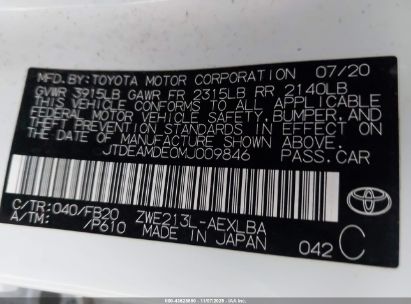 MFD.BY:TOYOTA MOTOR CORPORATION 07/20
GVWR 3915LB GAWR FR 2315LB RR 2140LB
THIS VEHICLE CONFORMS TO ALL APPLICABLE
FEDERAL MOTOR VEHICLE SAFETY,BUMPER,AND
THEFT PREVENTION STANDARDS IN EFFECT ON
THE DATE OF MANUFACTURE SHOWN ABOVE.
JTDEAMDE0MJ009846 PASS.CAR
C/TR:040/FB20 ZWE213L-AEXLBA
A/TM: /P610 MADE IN JAPAN 042 C